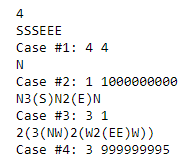 4
SSSEEE
Case #1: 4 4
N
Case #2: 1 1000000000
N3(S)N2(E)N
Case #3: 3 1
2(3(NW)2(W2(EE)W))
Case #4: 3 999999995